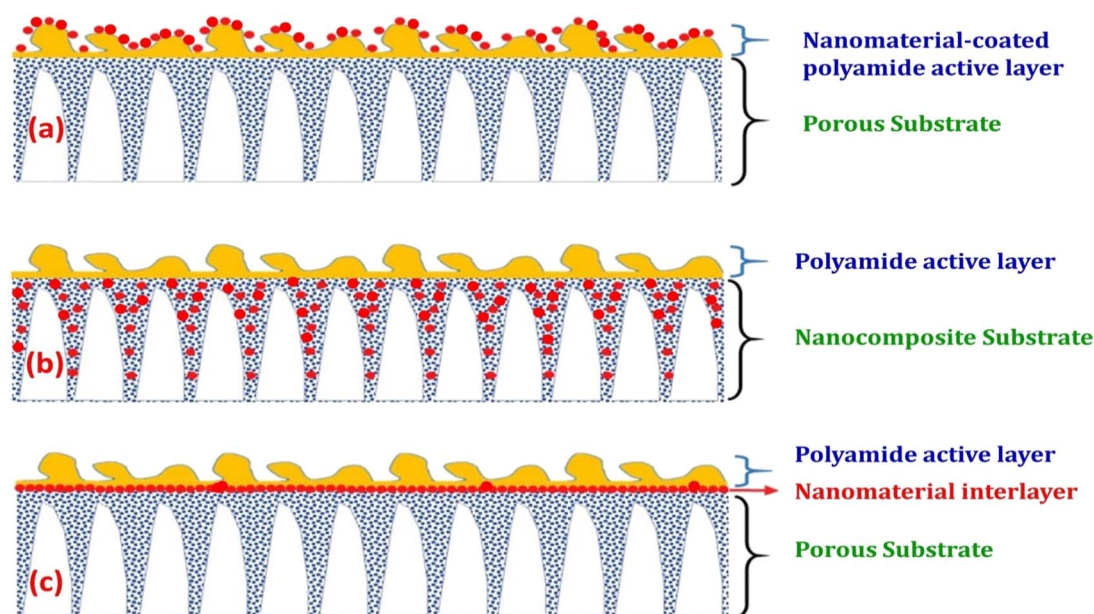 Nanomaterial-coated
polyamide active layer
(a)
Porous Substrate
Polyamide active layer
Nanocomposite Substrate
(b)
Polyamide active layer
Nanomaterial interlayer
Porous Substrate
(c)